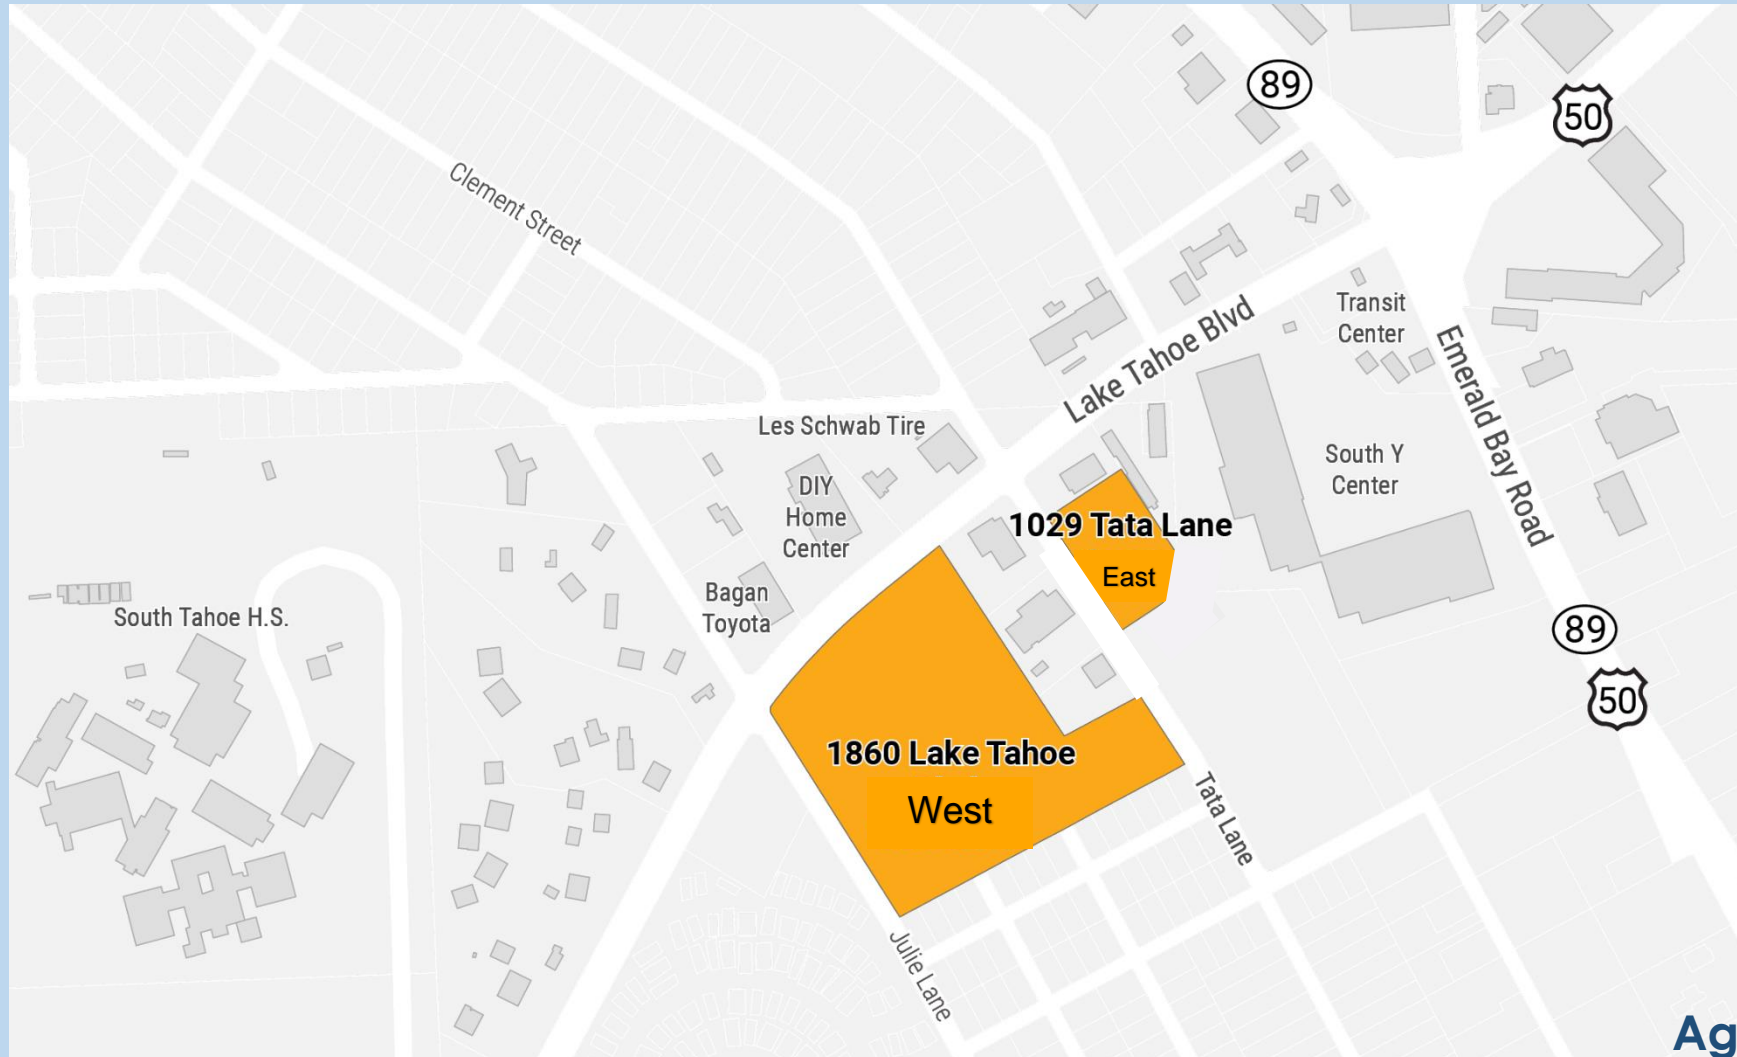 89
50
Clement Street
Transit
Center
Lake Tahoe Blvd
Emerald Bay Road
Les Schwab Tire
South Y
Center
DIY
Home
Center
1029 Tata Lane
East
Bagan
Toyota
South Tahoe H.S.
89
50
1860 Lake Tahoe
West
Tata Lane
Julie Lane
Ag